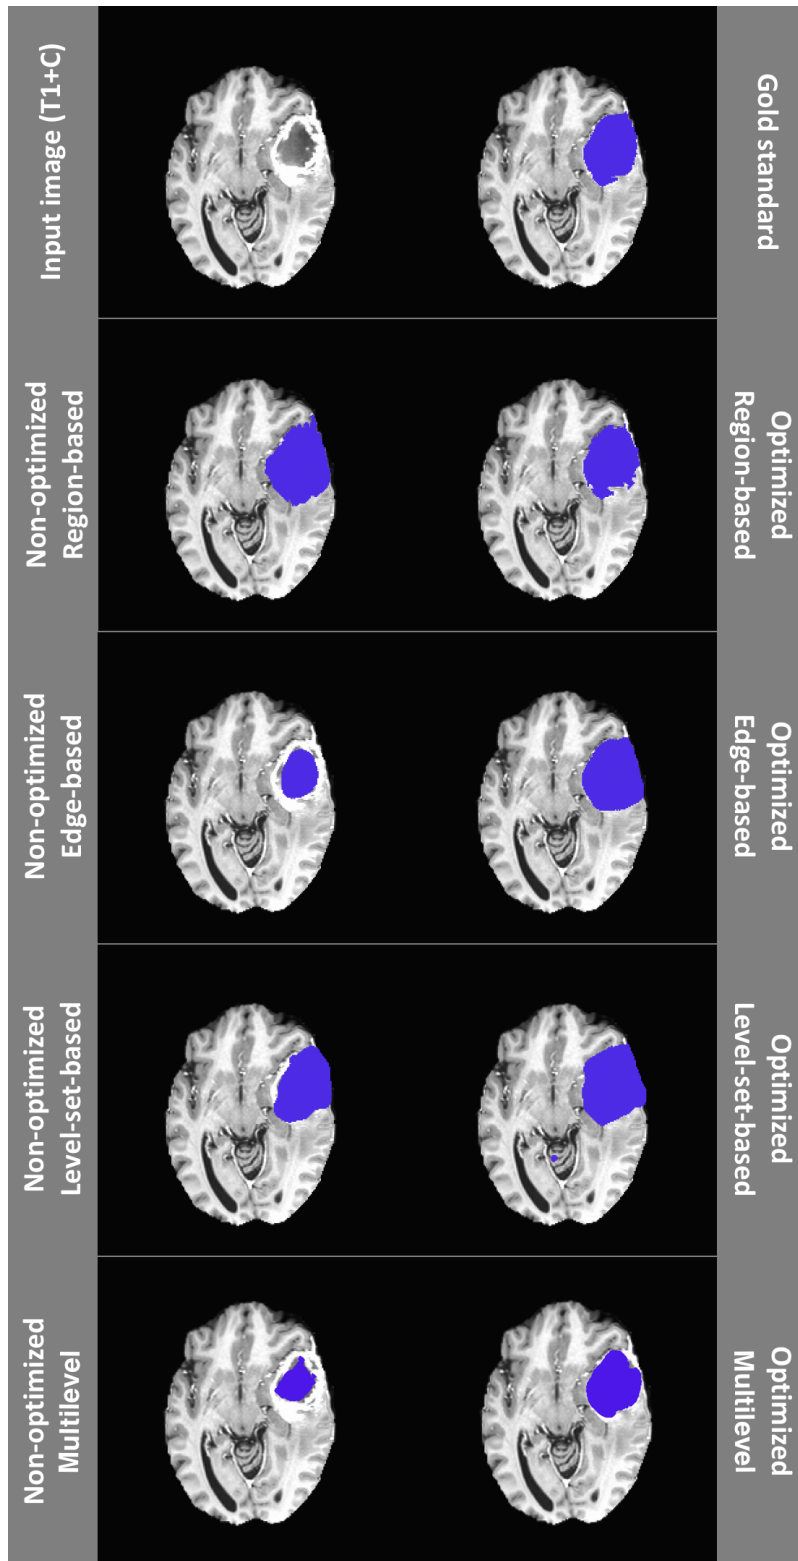 Input image (T1+C)
Gold standard
Non-optimized
Region-based
Optimized
Region-based
Non-optimized
Edge-based
Optimized
Edge-based
Non-optimized
Level-set-based
Optimized
Level-set-based
Non-optimized
Multilevel
Optimized
Multilevel